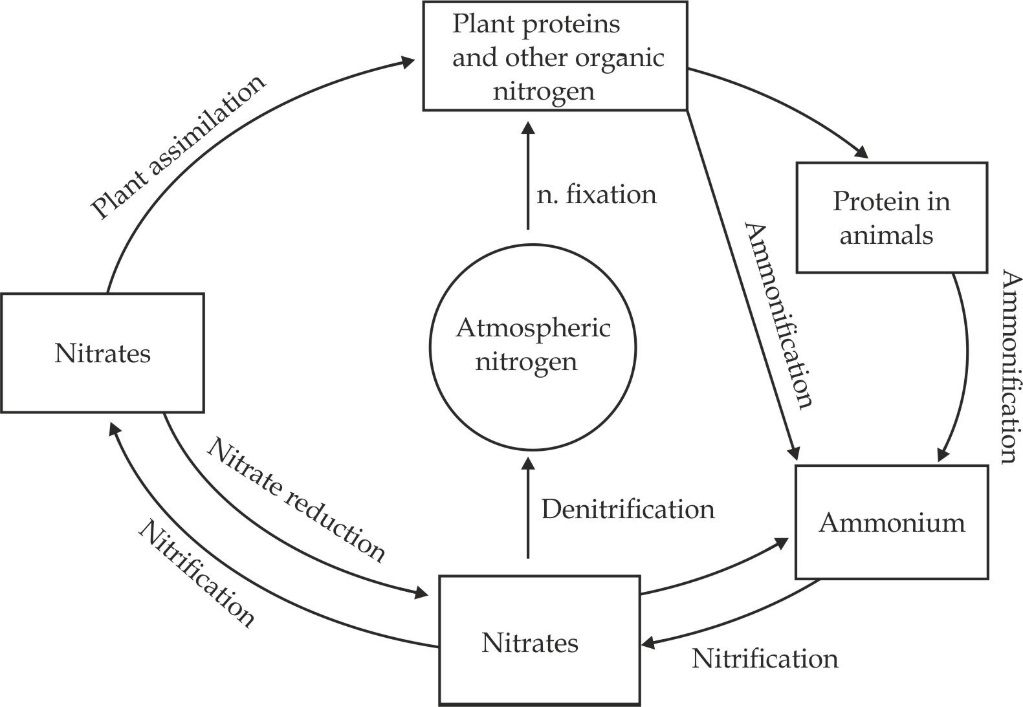 Plant proteins
and other organic
nitrogen
Plant assimilation
n. fixation
Protein in
animals
Ammonification
Ammonification
Atmospheric
nitrogen
Nitrates
Nitrate reduction
Nitrification
Denitrification
Ammonium
Nitrates
Nitrification